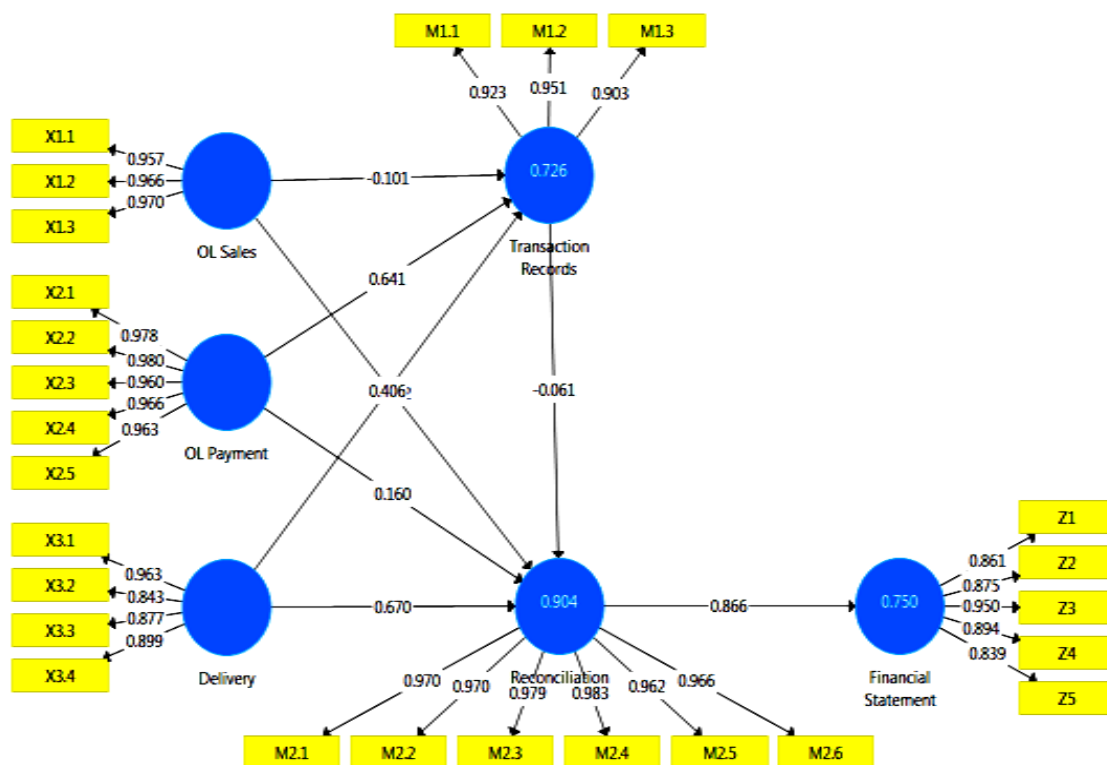 M1.1
M1.2
M1.3
0.923
0.951
0.903
X1.1
X1.2
X1.3
0.957
0.966
0.970
OL Sales
-0.101
0.726
Transaction
Records
X2.1
X2.2
X2.3
X2.4
X2.5
0.978
0.980
0.960
0.966
0.963
OL Payment
0.641
0.406
-0.061
0.160
X3.1
X3.2
X3.3
X3.4
0.963
0.843
0.877
0.899
Delivery
0.670
0.904
Reconciliation
0.866
0.750
Financial
Statement
Z1
Z2
Z3
Z4
Z5
0.861
0.875
0.950
0.894
0.839
0.970
0.970
0.979
0.983
0.962
0.966
M2.1
M2.2
M2.3
M2.4
M2.5
M2.6